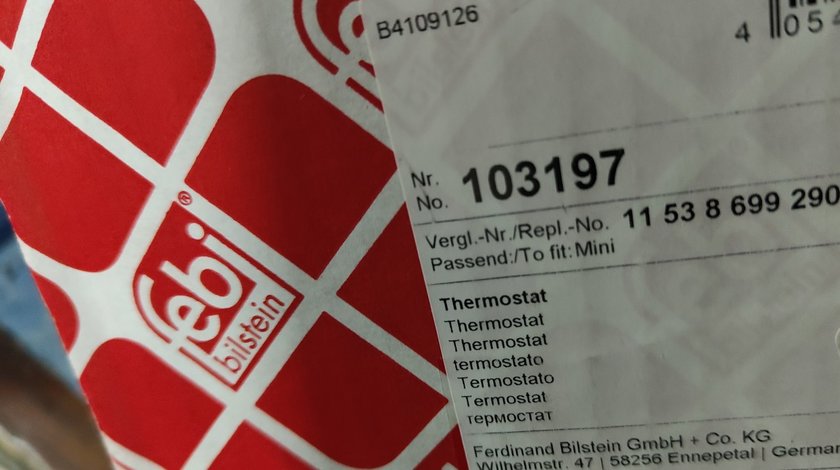 B4109126
4 054
Nr.
No. 103197
Vergl.-Nr./Repl.-No. 11 53 8 699 290
Passend:/To fit: Mini
Thermostat
Thermostat
Thermostat
termostato
Termostato
Termostat
термостат
Ferdinand Bilstein GmbH + Co. KG
Wilhelmstr. 47 | 58256 Ennepetal | Germa
febi®
bilstein